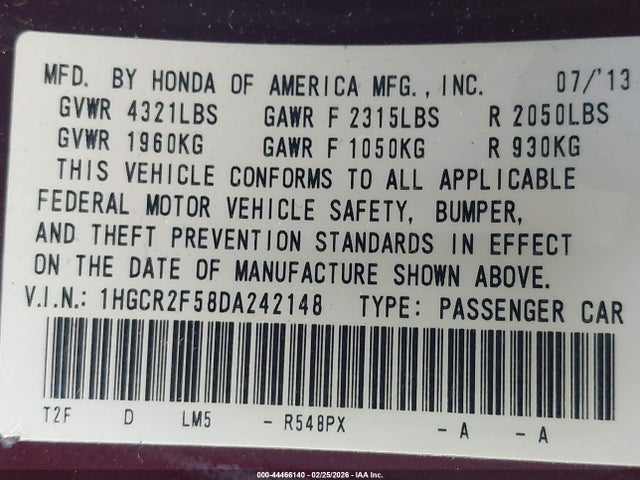 MFD. BY HONDA OF AMERICA MFG., INC. 07/'13
GVWR 4321LBS GAWR F 2315LBS R 2050LBS
GVWR 1960KG GAWR F 1050KG R 930KG
THIS VEHICLE CONFORMS TO ALL APPLICABLE
FEDERAL MOTOR VEHICLE SAFETY, BUMPER,
AND THEFT PREVENTION STANDARDS IN EFFECT
ON THE DATE OF MANUFACTURE SHOWN ABOVE.
V.I.N.: 1HGCR2F58DA242148 TYPE: PASSENGER CAR
T2F D LM5 - R548PX - A - A
000-44466140 - 02/25/2026 - IAA Inc.